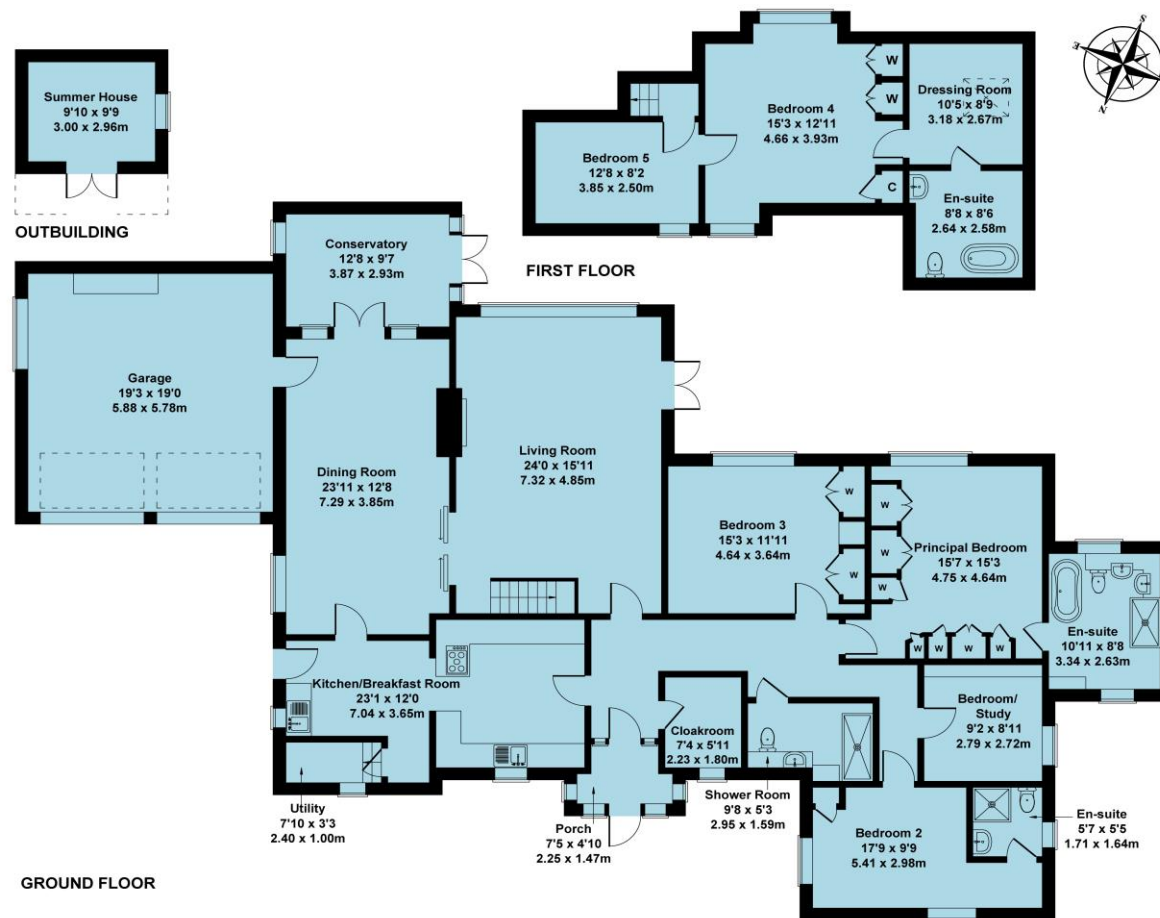 Summer House
9'10 x 9'9
3.00 x 2.96m
OUTBUILDING
Bedroom 4
15'3 x 12'11
4.66 x 3.93m
W
W
Dressing Room
10'5 x 8'9
3.18 x 2.67m
Bedroom 5
12'8 x 8'2
3.85 x 2.50m
C
En-suite
8'8 x 8'6
2.64 x 2.58m
FIRST FLOOR
S
E
W
N
Conservatory
12'8 x 9'7
3.87 x 2.93m
Garage
19'3 x 19'0
5.88 x 5.78m
Dining Room
23'11 x 12'8
7.29 x 3.85m
Living Room
24'0 x 15'11
7.32 x 4.85m
Bedroom 3
15'3 x 11'11
4.64 x 3.64m
W
W
W
W
W
Principal Bedroom
15'7 x 15'3
4.75 x 4.64m
W
W
W
W
En-suite
10'11 x 8'8
3.34 x 2.63m
Kitchen/Breakfast Room
23'1 x 12'0
7.04 x 3.65m
Cloakroom
7'4 x 5'11
2.23 x 1.80m
Bedroom/
Study
9'2 x 8'11
2.79 x 2.72m
Utility
7'10 x 3'3
2.40 x 1.00m
Porch
7'5 x 4'10
2.25 x 1.47m
Shower Room
9'8 x 5'3
2.95 x 1.59m
Bedroom 2
17'9 x 9'9
5.41 x 2.98m
En-suite
5'7 x 5'5
1.71 x 1.64m
GROUND FLOOR